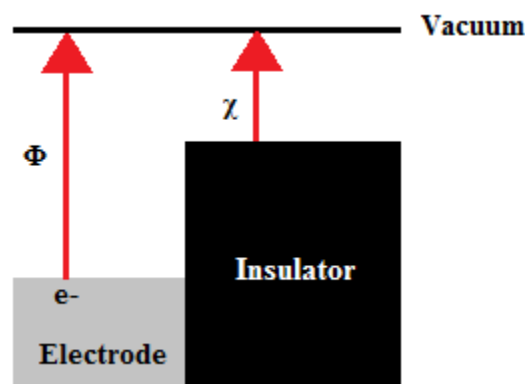 Vacuum
χ
Φ
Insulator
e-
Electrode